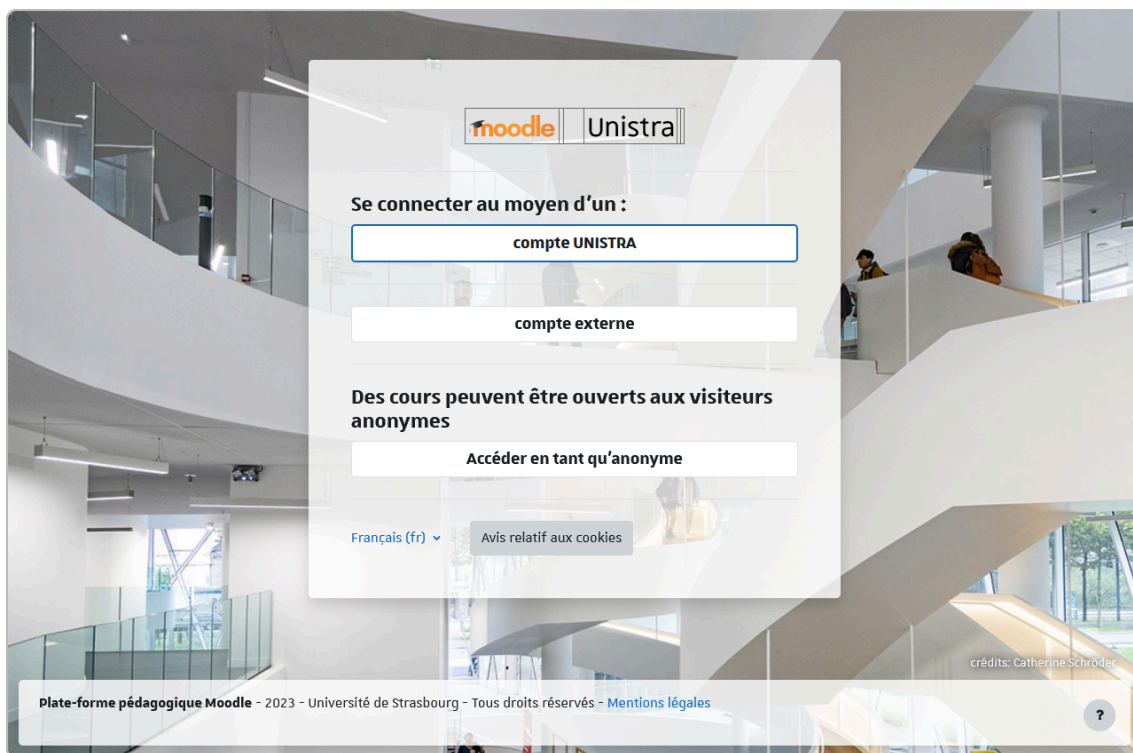 moodle Unistra
Se connecter au moyen d'un :
compte UNISTRA
compte externe
Des cours peuvent être ouverts aux visiteurs
anonymes
Accéder en tant qu'anonyme
Français (fr)
Avis relatif aux cookies
crédits: Catherine Schröder
Plate-forme pédagogique Moodle - 2023 - Université de Strasbourg - Tous droits réservés - Mentions légales
?